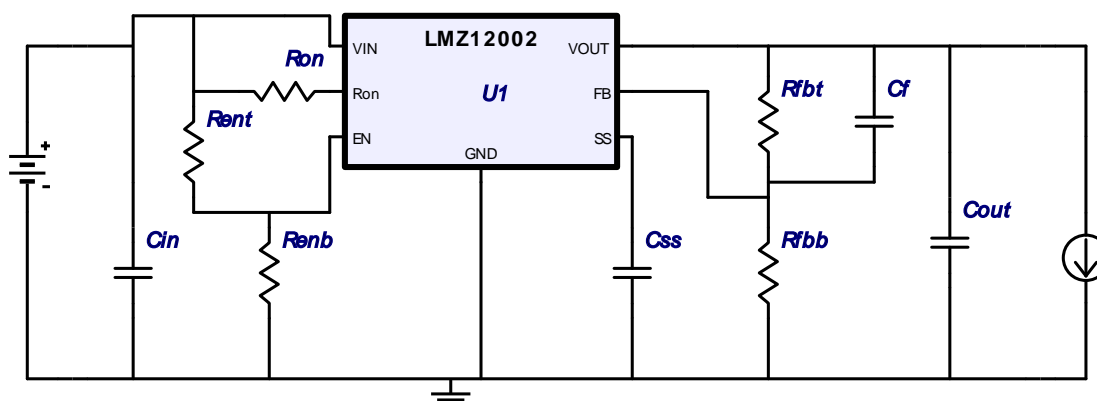 LMZ12002
VIN
VOUT
Ron
Ron
U1
FB
Rfbt
Cf
Rent
EN
SS
GND
+
-
Cin
Renb
Css
Rfbb
Cout